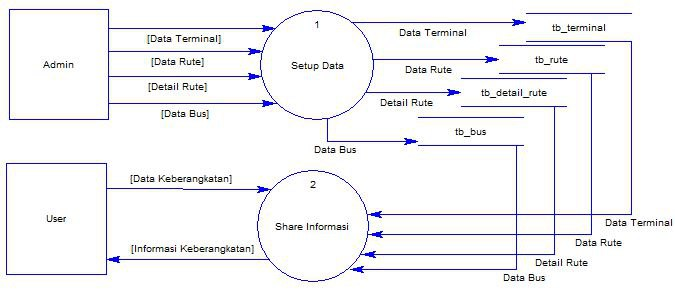 1
tb_terminal
Data Terminal
[Data Terminal]
tb_rute
[Data Rute]
Admin
Setup Data
Data Rute
[Detail Rute]
tb_detail_rute
Detail Rute
[Data Bus]
tb_bus
Data Bus
[Data Keberangkatan]
2
User
Share Informasi
Data Terminal
[Informasi Keberangkatan]
Data Rute
Detail Rute
Data Bus